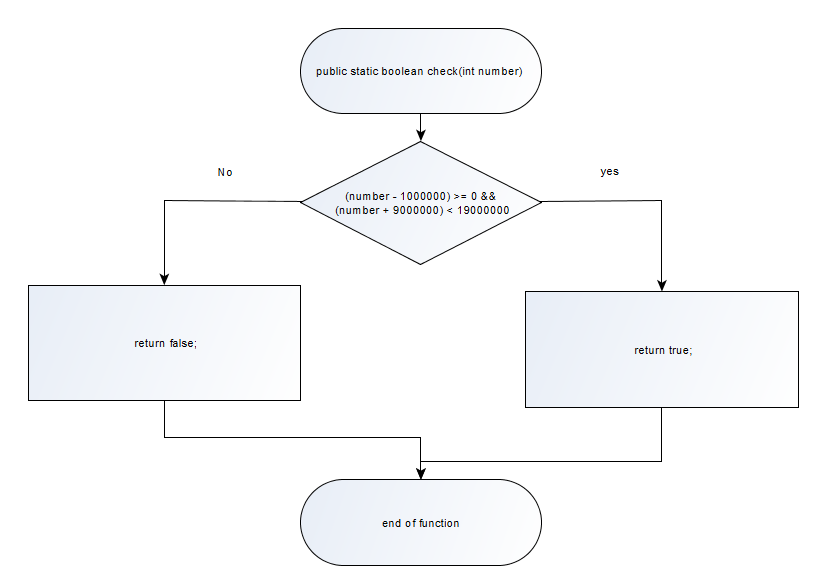 public static boolean check(int number)
No
yes
(number - 1000000) >= 0 &&
(number + 9000000) < 19000000
return false;
return true;
end of function